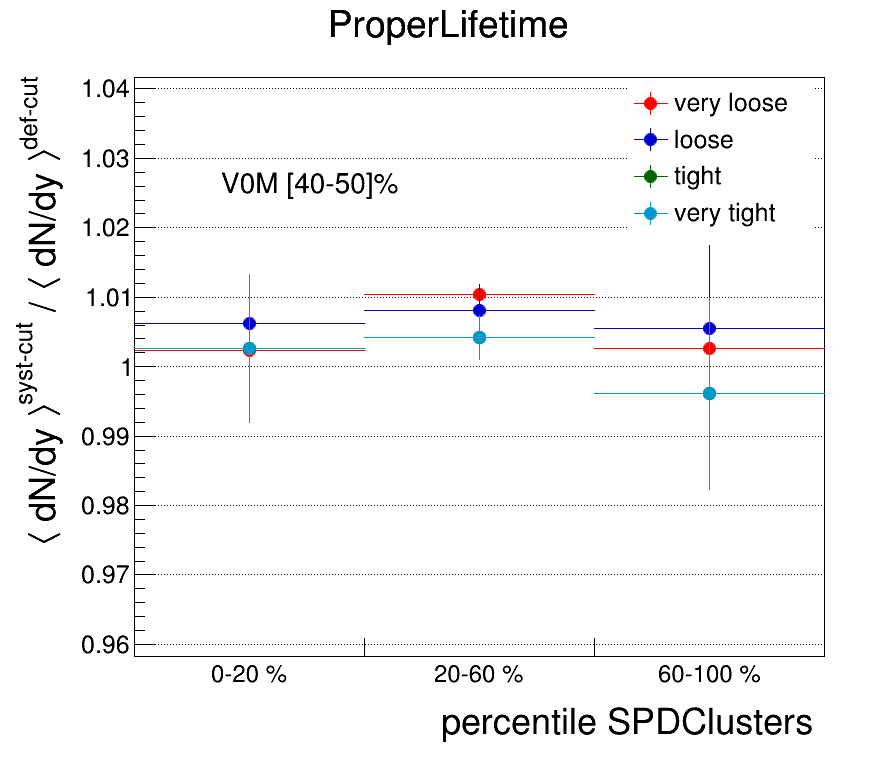 ProperLifetime
⟨ dN/dy ⟩^syst-cut / ⟨ dN/dy ⟩^def-cut
1.04
1.03
1.02
1.01
1
0.99
0.98
0.97
0.96
V0M [40-50]%
very loose
loose
tight
very tight
0-20 %
20-60 %
60-100 %
percentile SPDClusters